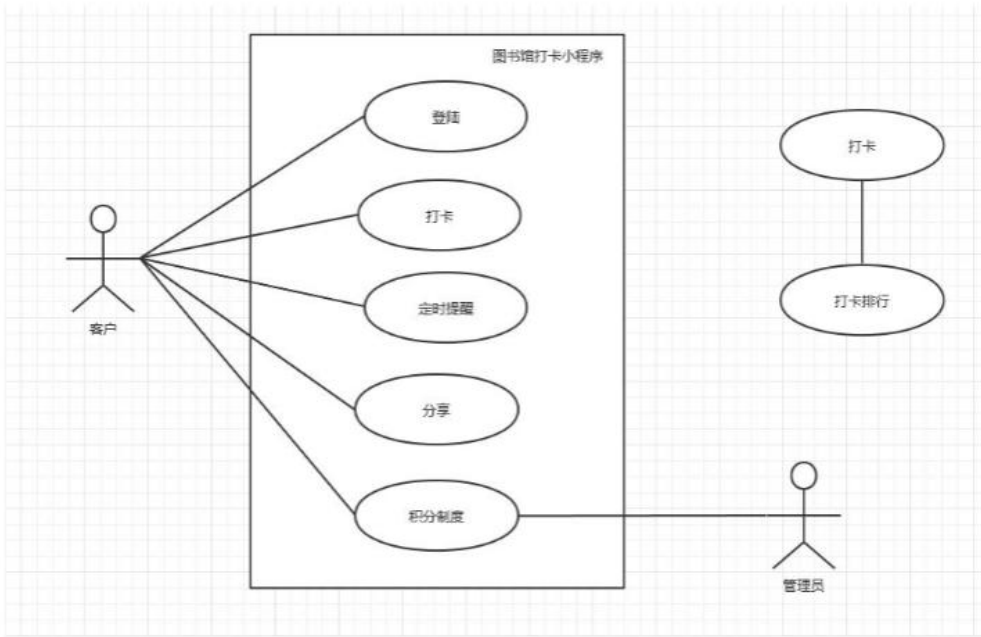 图书馆打卡小程序
登陆
打卡
定时提醒
分享
积分制度
客户
打卡
打卡排行
管理员